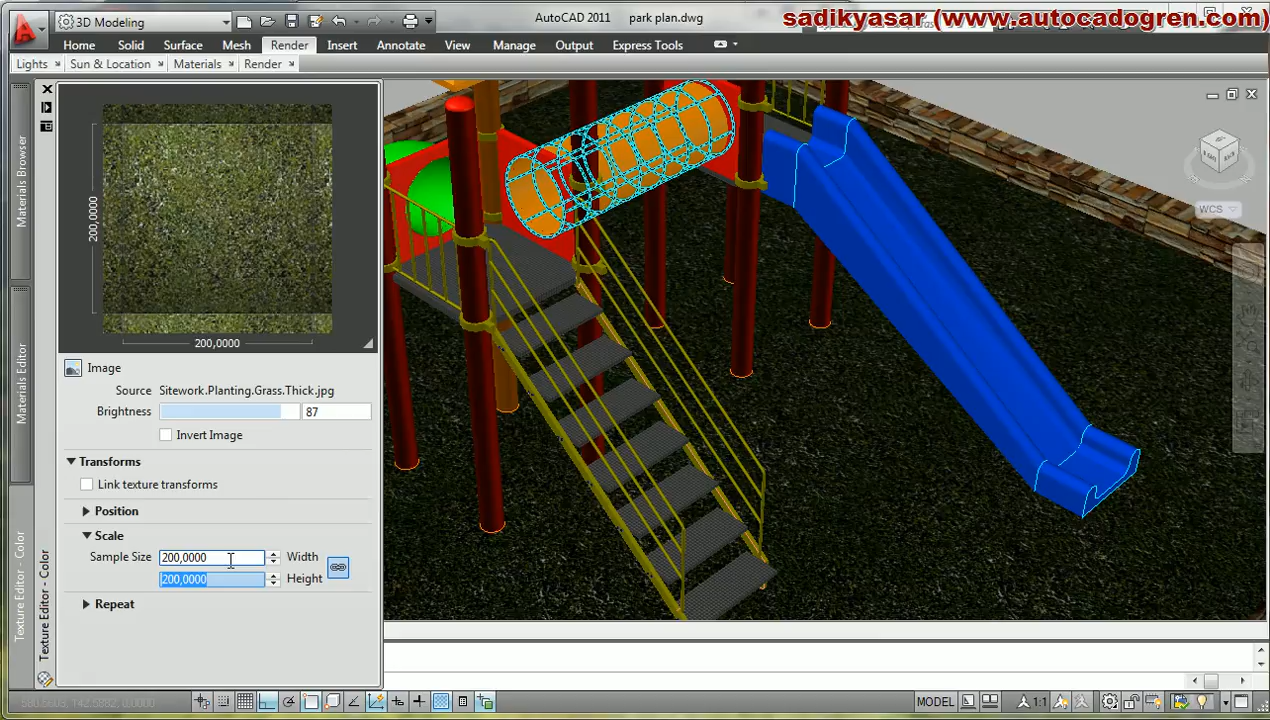 3D Modeling
AutoCAD 2011 park plan.dwg
sadikyasar (www.autocadogren.com)
Home Solid Surface Mesh Render Insert Annotate View Manage Output Express Tools
Lights Sun & Location Materials Render
Materials Browser
Materials Editor
Texture Editor - Color
Texture Editor - Color
200,0000
200,0000
Image
Source Sitework.Planting.Grass.Thick.jpg
Brightness 87
Invert Image
Transforms
Link texture transforms
Position
Scale
Sample Size 200,0000 Width
200,0000 Height
Repeat
WCS
MODEL 1:1